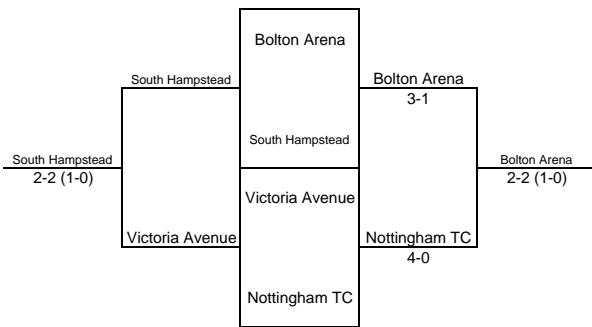 Bolton Arena
South Hampstead
Bolton Arena
3-1
South Hampstead
South Hampstead
2-2 (1-0)
Bolton Arena
2-2 (1-0)
Victoria Avenue
Victoria Avenue
Nottingham TC
4-0
Nottingham TC